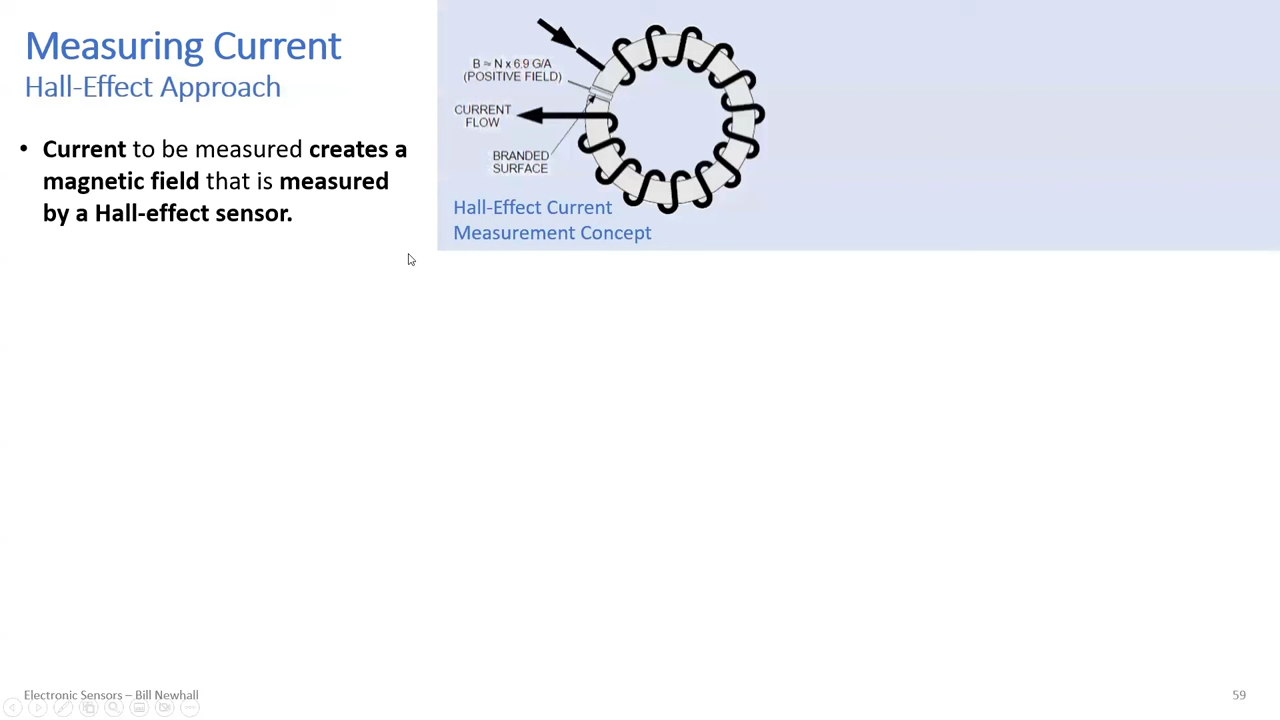 Measuring Current
Hall-Effect Approach
• Current to be measured creates a
magnetic field that is measured
by a Hall-effect sensor.
B ≈ N x 6.9 G/A
(POSITIVE FIELD)
CURRENT
FLOW
BRANDED
SURFACE
Hall-Effect Current
Measurement Concept
Electronic Sensors – Bill Newhall
59